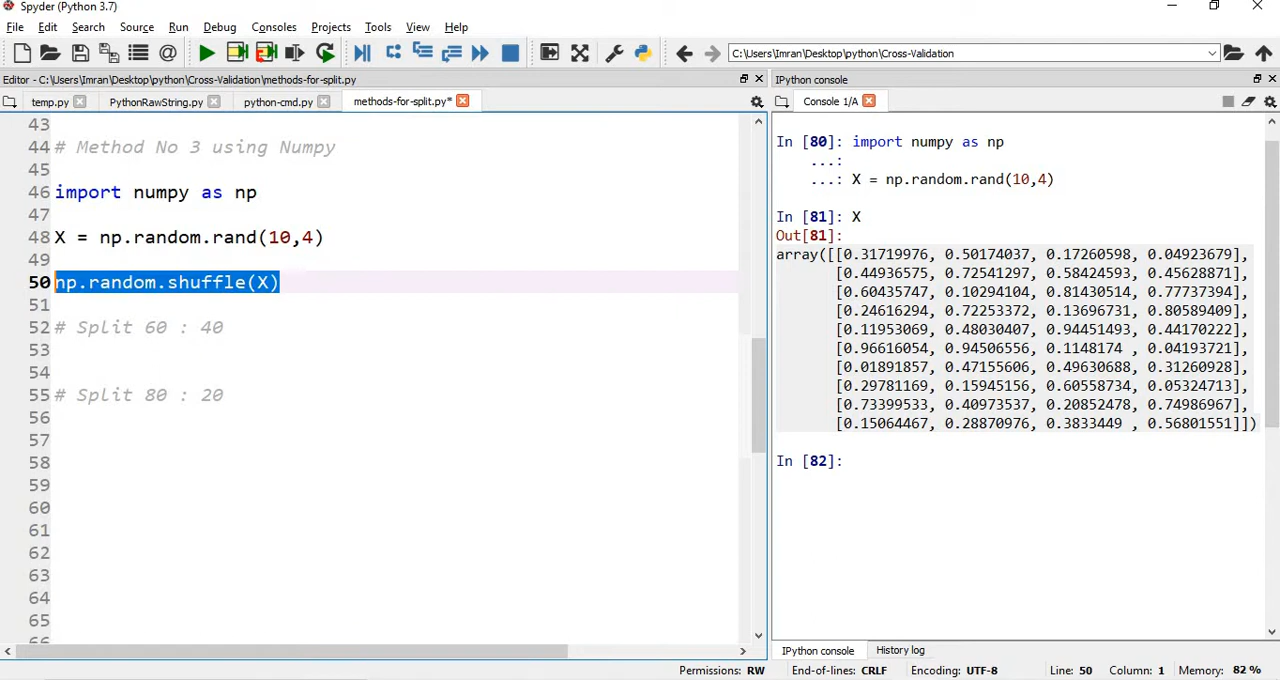 Spyder (Python 3.7)
File Edit Search Source Run Debug Consoles Projects Tools View Help
C:\Users\Imran\Desktop\python\Cross-Validation
Editor - C:\Users\Imran\Desktop\python\Cross-Validation\methods-for-split.py
temp.py PythonRawString.py python-cmd.py methods-for-split.py*
43
44 # Method No 3 using Numpy
45
46 import numpy as np
47
48 X = np.random.rand(10,4)
49
50 np.random.shuffle(X)
51
52 # Split 60 : 40
53
54
55 # Split 80 : 20
56
57
58
59
60
61
62
63
64
65
66
IPython console
Console 1/A
In [80]: import numpy as np
...:
...: X = np.random.rand(10,4)
In [81]: X
Out[81]:
array([[0.31719976, 0.50174037, 0.17260598, 0.04923679],
[0.44936575, 0.72541297, 0.58424593, 0.45628871],
[0.60435747, 0.10294104, 0.81430514, 0.77737394],
[0.24616294, 0.72253372, 0.13696731, 0.80589409],
[0.11953069, 0.48030407, 0.94451493, 0.44170222],
[0.96616054, 0.94506556, 0.1148174 , 0.04193721],
[0.01891857, 0.47155606, 0.49630688, 0.31260928],
[0.29781169, 0.15945156, 0.60558734, 0.05324713],
[0.73399533, 0.40973537, 0.20852478, 0.74986967],
[0.15064467, 0.28870976, 0.3833449 , 0.56801551]])
In [82]:
IPython console History log
Permissions: RW End-of-lines: CRLF Encoding: UTF-8 Line: 50 Column: 1 Memory: 82 %